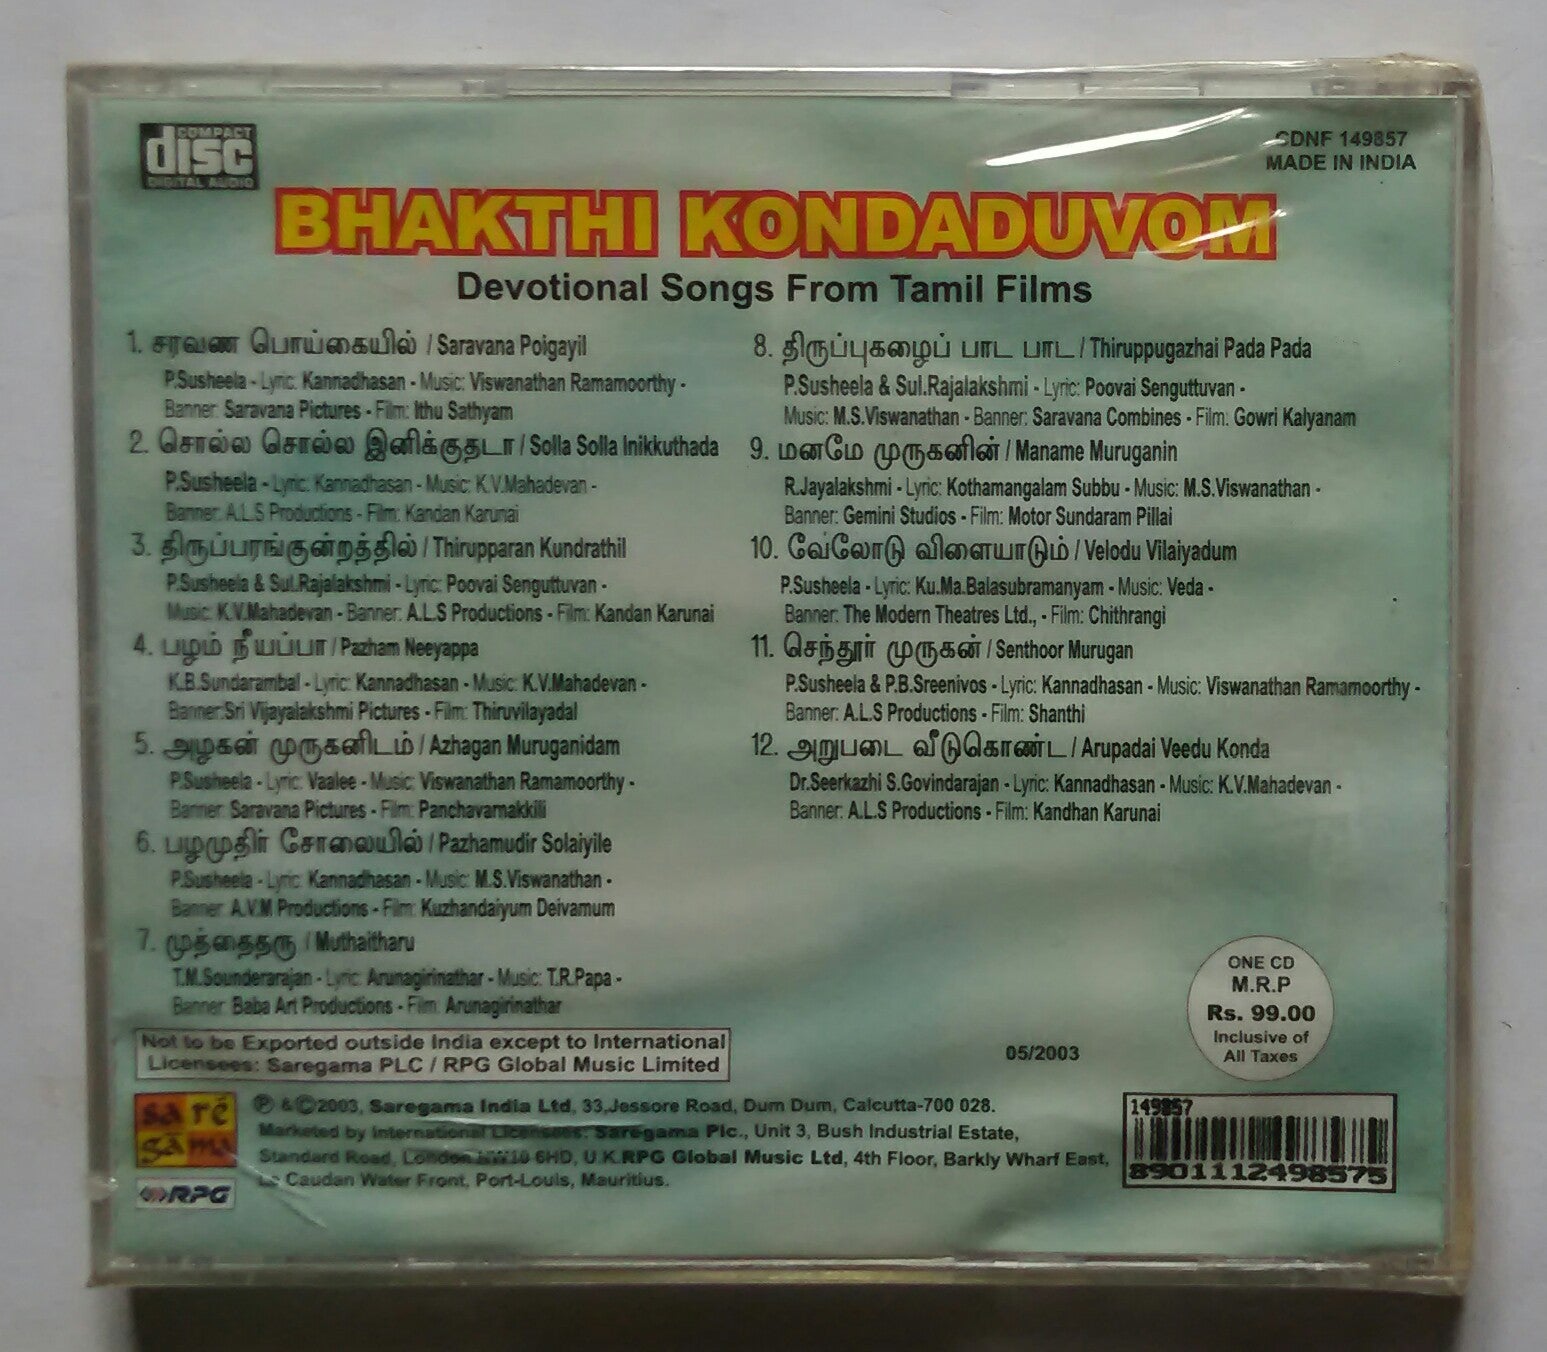 COMPACT
disc
DIGITAL AUDIO
CDNF 149857
MADE IN INDIA
BHAKTHI KONDADUVOM
Devotional Songs From Tamil Films
1. சரவண பொய்கையில் / Saravana Poigayil
P.Susheela - Lyric: Kannadhasan - Music: Viswanathan Ramamoorthy -
Banner: Saravana Pictures - Film: Ithu Sathyam
2. சொல்ல சொல்ல இனிக்குதடா / Solla Solla Inikkuthada
P.Susheela - Lyric: Kannadhasan - Music: K.V.Mahadevan -
Banner: A.L.S Productions - Film: Kandan Karunai
3. திருப்பரங்குன்றத்தில் / Thirupparan Kundrathil
P.Susheela & Sul.Rajalakshmi - Lyric: Poovai Senguttuvan -
Music: K.V.Mahadevan - Banner: A.L.S Productions - Film: Kandan Karunai
4. பழம் நீயப்பா / Pazham Neeyappa
K.B.Sundarambal - Lyric: Kannadhasan - Music: K.V.Mahadevan -
Banner:Sri Vijayalakshmi Pictures - Film: Thiruvilayadal
5. அழகன் முருகனிடம் / Azhagan Muruganidam
P.Susheela - Lyric: Vaalee - Music: Viswanathan Ramamoorthy -
Banner: Saravana Pictures - Film: Panchavarnakkili
6. பழமுதிர் சோலையில் / Pazhamudir Solaiyile
P.Susheela - Lyric: Kannadhasan - Music: M.S.Viswanathan -
Banner: A.V.M Productions - Film: Kuzhandaiyum Deivamum
7. முத்தைதரு / Muthaitharu
T.M.Sounderarajan - Lyric: Arunagirinathar - Music: T.R.Papa -
Banner: Baba Art Productions - Film: Arunagirinathar
8. திருப்புகழைப் பாட பாட / Thiruppugazhai Pada Pada
P.Susheela & Sul.Rajalakshmi - Lyric: Poovai Senguttuvan -
Music: M.S.Viswanathan - Banner: Saravana Combines - Film: Gowri Kalyanam
9. மனமே முருகனின் / Maname Muruganin
R.Jayalakshmi - Lyric: Kothamangalam Subbu - Music: M.S.Viswanathan -
Banner: Gemini Studios - Film: Motor Sundaram Pillai
10. வேலோடு விளையாடும் / Velodu Vilaiyadum
P.Susheela - Lyric: Ku.Ma.Balasubramanyam - Music: Veda -
Banner: The Modern Theatres Ltd., - Film: Chithrangi
11. செந்தூர் முருகன் / Senthoor Murugan
P.Susheela & P.B.Sreenivos - Lyric: Kannadhasan - Music: Viswanathan Ramamoorthy -
Banner: A.L.S Productions - Film: Shanthi
12. அறுபடை வீடுகொண்ட / Arupadai Veedu Konda
Dr.Seerkazhi S.Govindarajan - Lyric: Kannadhasan - Music: K.V.Mahadevan -
Banner: A.L.S Productions - Film: Kandhan Karunai
ONE CD
M.R.P
Rs. 99.00
Inclusive of
All Taxes
Not to be Exported outside India except to International
Licensees: Saregama PLC / RPG Global Music Limited
05/2003
sa rē
ga ma
RPG
Ⓟ &©2003, Saregama India Ltd, 33,Jessore Road, Dum Dum, Calcutta-700 028.
Marketed by International Licensees: Saregama Plc., Unit 3, Bush Industrial Estate,
Standard Road, London NW10 6HD, U.K.RPG Global Music Ltd, 4th Floor, Barkly Wharf East,
Le Caudan Water Front, Port-Louis, Mauritius.
149857
8901112498575